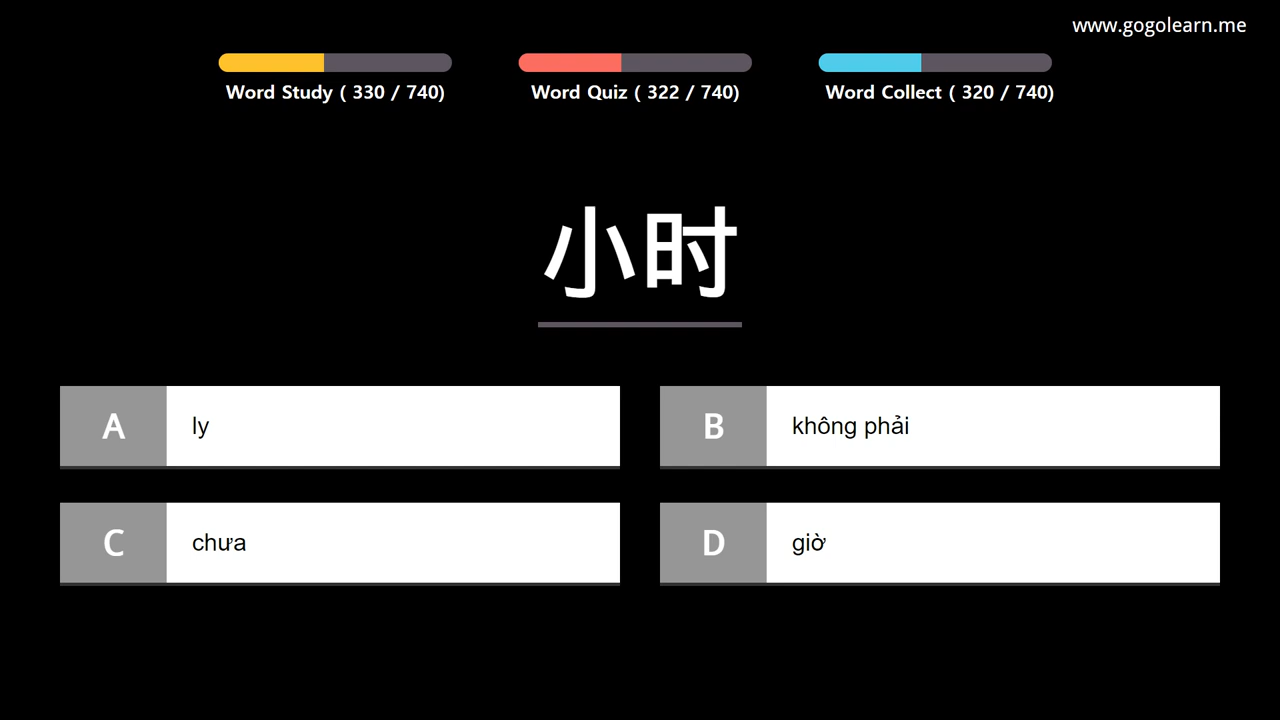 www.gogolearn.me
Word Study ( 330 / 740)
Word Quiz ( 322 / 740)
Word Collect ( 320 / 740)
小时
A ly
B không phải
C chưa
D giờ